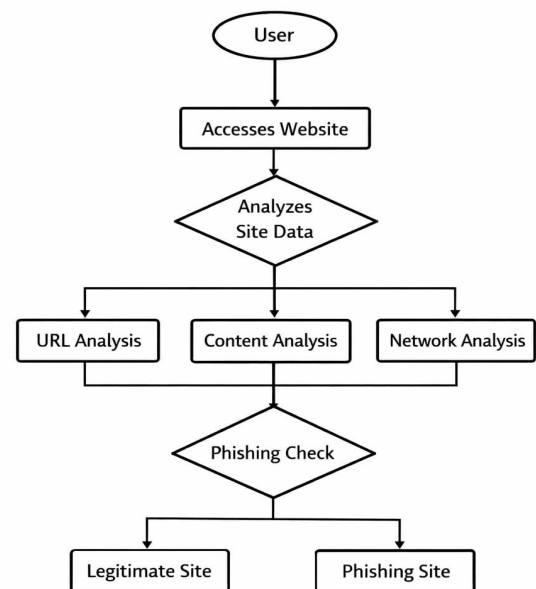 User
Accesses Website
Analyzes
Site Data
URL Analysis
Content Analysis
Network Analysis
Phishing Check
Legitimate Site
Phishing Site